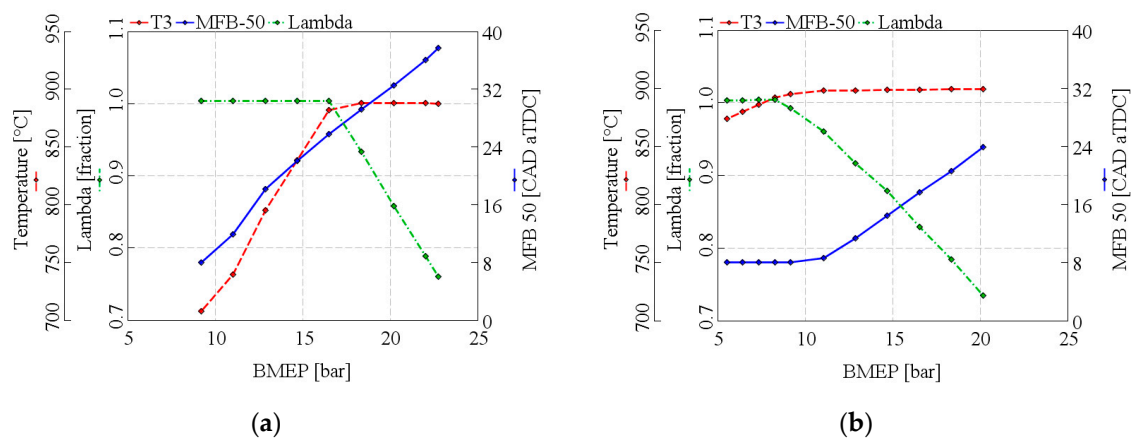 T3 MFB-50 Lambda
950
900
850
800
750
700
Temperature [°C]
1.1
1.0
0.9
0.8
0.7
Lambda [fraction]
40
32
24
16
8
0
MFB 50 [CAD aTDC]
5 10 15 20 25
BMEP [bar]
(a)
T3 MFB-50 Lambda
950
900
850
800
750
700
Temperature [°C]
1.1
1.0
0.9
0.8
0.7
Lambda [fraction]
40
32
24
16
8
0
MFB 50 [CAD aTDC]
5 10 15 20 25
BMEP [bar]
(b)